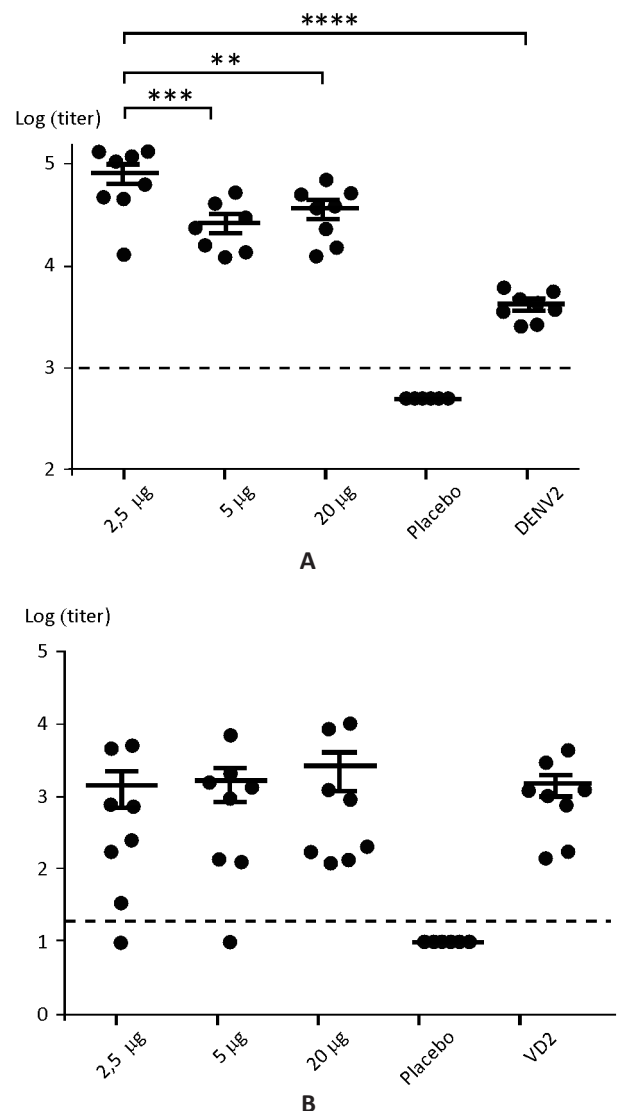 ****
**
***
Log (titer)
5
4
3
2
2,5 µg
5 µg
20 µg
Placebo
DENV2
A
Log (titer)
5
4
3
2
1
0
2,5 µg
5 µg
20 µg
Placebo
VD2
B